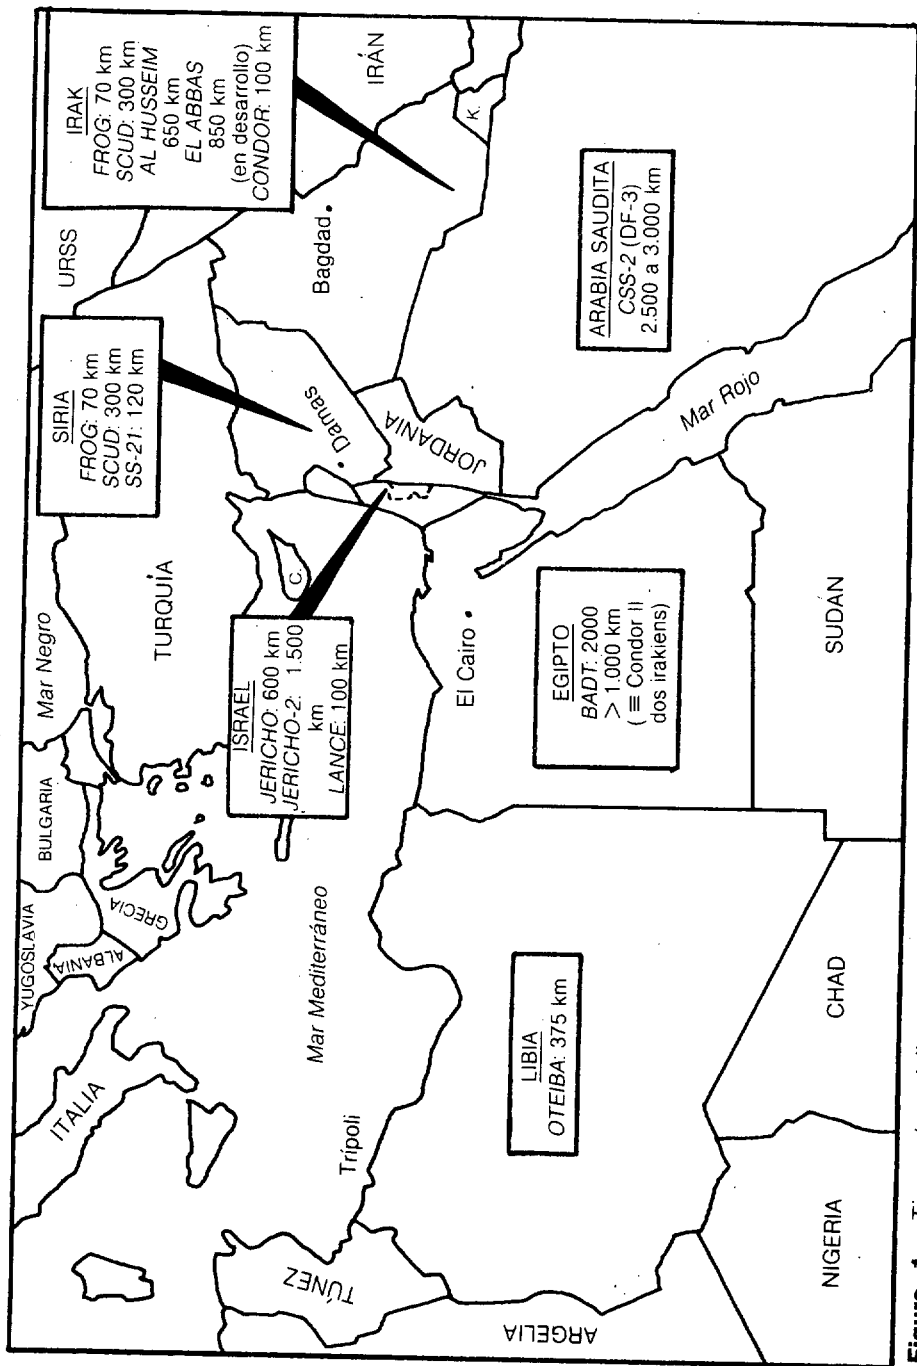 YUGOSLAVIA
BULGARIA
Mar Negro
URSS
ITALIA
ALBANIA
GRECIA
TURQUÍA
SIRIA
FROG: 70 km
SCUD: 300 km
SS-21: 120 km
IRAK
FROG: 70 km
SCUD: 300 km
AL HUSSEIM
650 km
EL ABBAS
850 km
(en desarrollo)
CONDOR: 100 km
IRÁN
ISRAEL
JERICHO: 600 km
JERICHO-2: 1.500
km
LANCE: 100 km
C.
Damas
Bagdad
JORDANIA
K.
TÚNEZ
Trípoli
Mar Mediterráneo
El Cairo
ARGELIA
LIBIA
OTEIBA: 375 km
EGIPTO
BADT: 2000
> 1.000 km
(≡ Condor II
dos irakiens)
ARABIA SAUDITA
CSS-2 (DF-3)
2.500 a 3.000 km
Mar Rojo
NIGERIA
CHAD
SUDÁN
Figura 1.